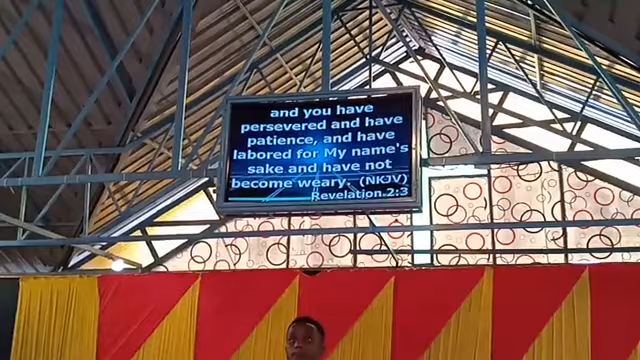 and you have
persevered and have
patience, and have
labored for My name's
sake and have not
become weary. (NKJV)
Revelation 2:3